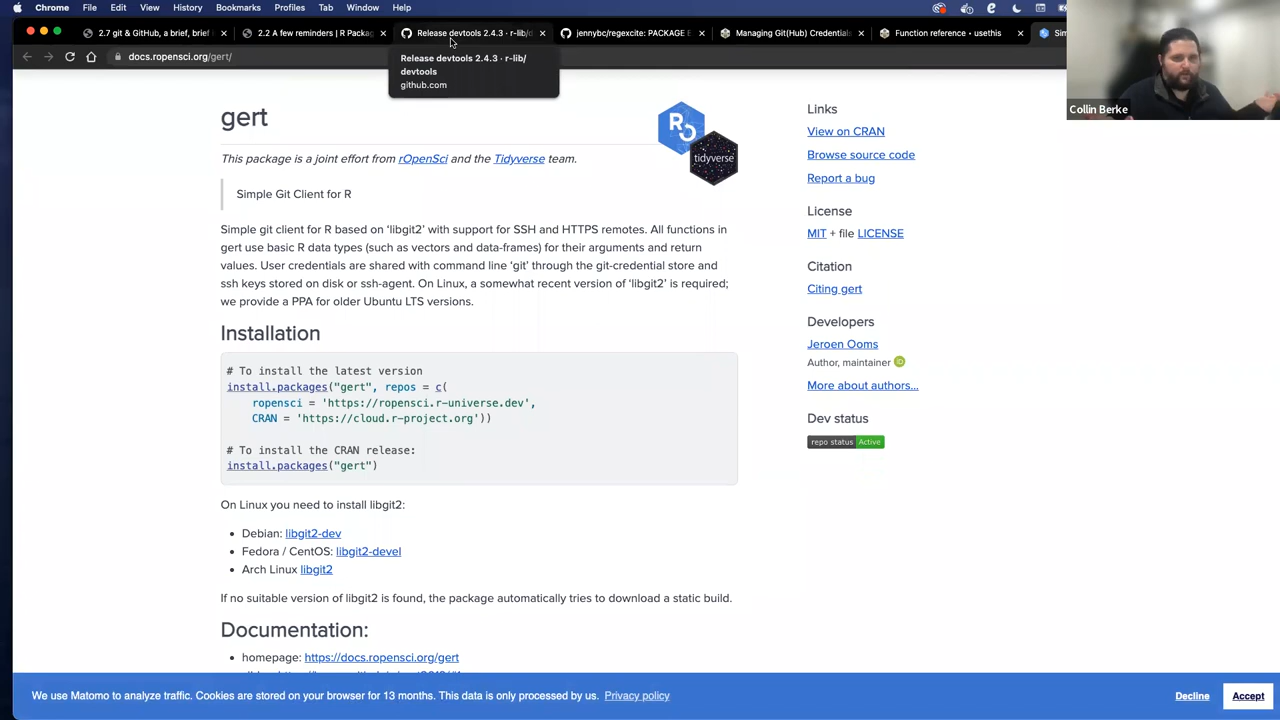 Chrome File Edit View History Bookmarks Profiles Tab Window Help
2.7 git & GitHub, a brief, brief
2.2 A few reminders | R Packag
Release devtools 2.4.3 · r-lib/d
jennybc/regexcite: PACKAGE E
Managing Git(Hub) Credentials
Function reference • usethis
docs.ropensci.org/gert/
Release devtools 2.4.3 · r-lib/
devtools
github.com
Collin Berke
gert
This package is a joint effort from rOpenSci and the Tidyverse team.
Simple Git Client for R
RO
tidyverse
Simple git client for R based on ‘libgit2’ with support for SSH and HTTPS remotes. All functions in
gert use basic R data types (such as vectors and data-frames) for their arguments and return
values. User credentials are shared with command line ‘git’ through the git-credential store and
ssh keys stored on disk or ssh-agent. On Linux, a somewhat recent version of ‘libgit2’ is required;
we provide a PPA for older Ubuntu LTS versions.
Installation
# To install the latest version
install.packages("gert", repos = c(
ropensci = 'https://ropensci.r-universe.dev',
CRAN = 'https://cloud.r-project.org'))
# To install the CRAN release:
install.packages("gert")
On Linux you need to install libgit2:
• Debian: libgit2-dev
• Fedora / CentOS: libgit2-devel
• Arch Linux libgit2
If no suitable version of libgit2 is found, the package automatically tries to download a static build.
Documentation:
• homepage: https://docs.ropensci.org/gert
Links
View on CRAN
Browse source code
Report a bug
License
MIT + file LICENSE
Citation
Citing gert
Developers
Jeroen Ooms
Author, maintainer iD
More about authors...
Dev status
repo status Active
We use Matomo to analyze traffic. Cookies are stored on your browser for 13 months. This data is only processed by us. Privacy policy
Decline
Accept